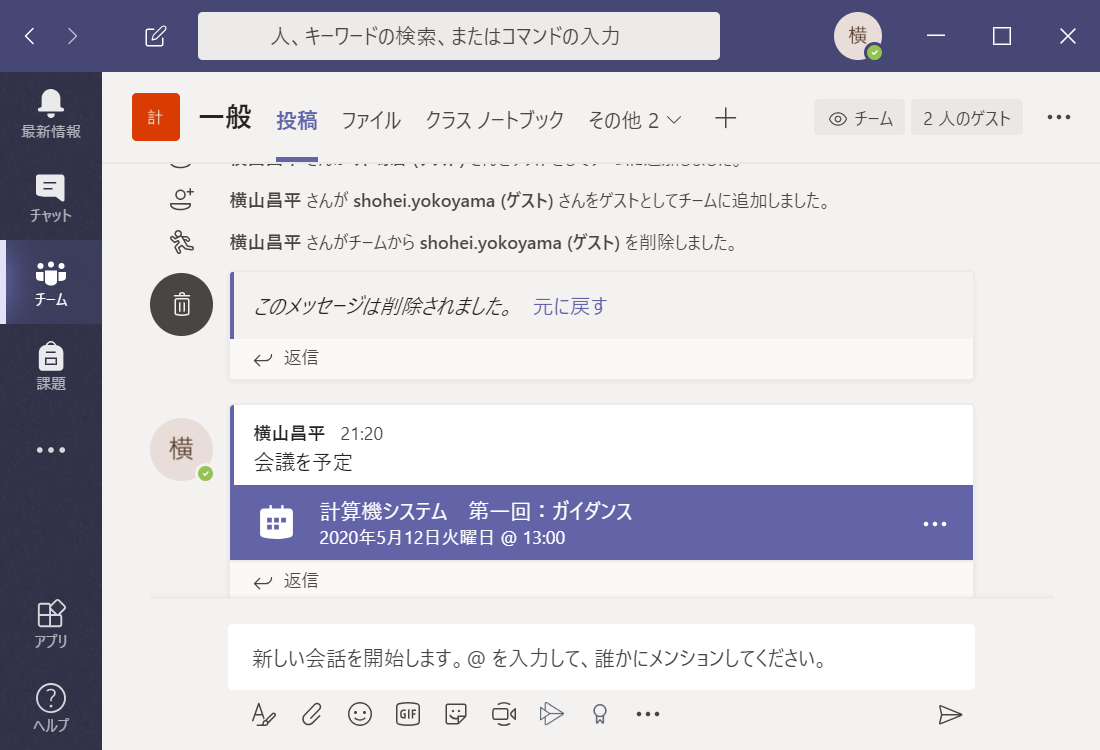 人、キーワードの検索、またはコマンドの入力
横
最新情報
チャット
チーム
課題
アプリ
ヘルプ
計
一般
投稿
ファイル
クラス ノートブック
その他 2
チーム
2 人のゲスト
横山昌平 さんが shohei.yokoyama (ゲスト) さんをゲストとしてチームに追加しました。
横山昌平 さんがチームから shohei.yokoyama (ゲスト) を削除しました。
このメッセージは削除されました。 元に戻す
返信
横
横山昌平 21:20
会議を予定
計算機システム 第一回：ガイダンス
2020年5月12日火曜日 @ 13:00
返信
新しい会話を開始します。@ を入力して、誰かにメンションしてください。
GIF